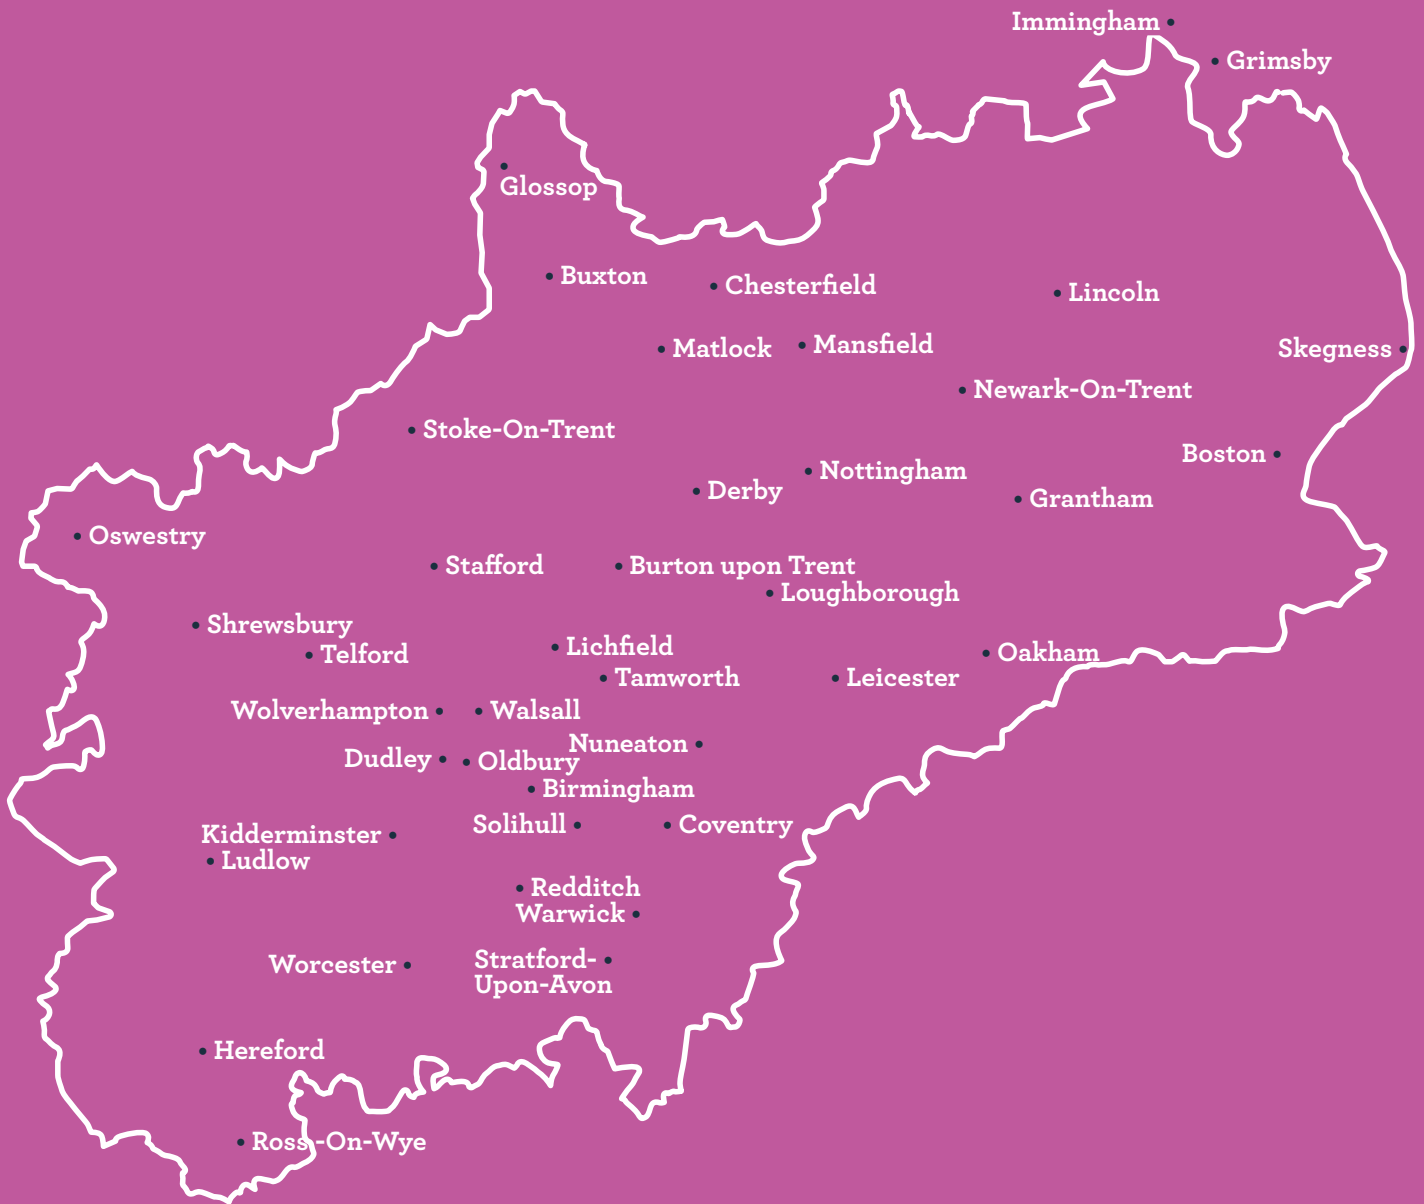 Immingham
Grimsby
Glossop
Buxton
Chesterfield
Lincoln
Matlock
Mansfield
Skegness
Newark-On-Trent
Stoke-On-Trent
Boston
Nottingham
Derby
Grantham
Oswestry
Stafford
Burton upon Trent
Loughborough
Shrewsbury
Lichfield
Telford
Oakham
Tamworth
Leicester
Wolverhampton
Walsall
Nuneaton
Dudley
Oldbury
Birmingham
Solihull
Coventry
Kidderminster
Ludlow
Redditch
Warwick
Worcester
Stratford-
Upon-Avon
Hereford
Ross-On-Wye